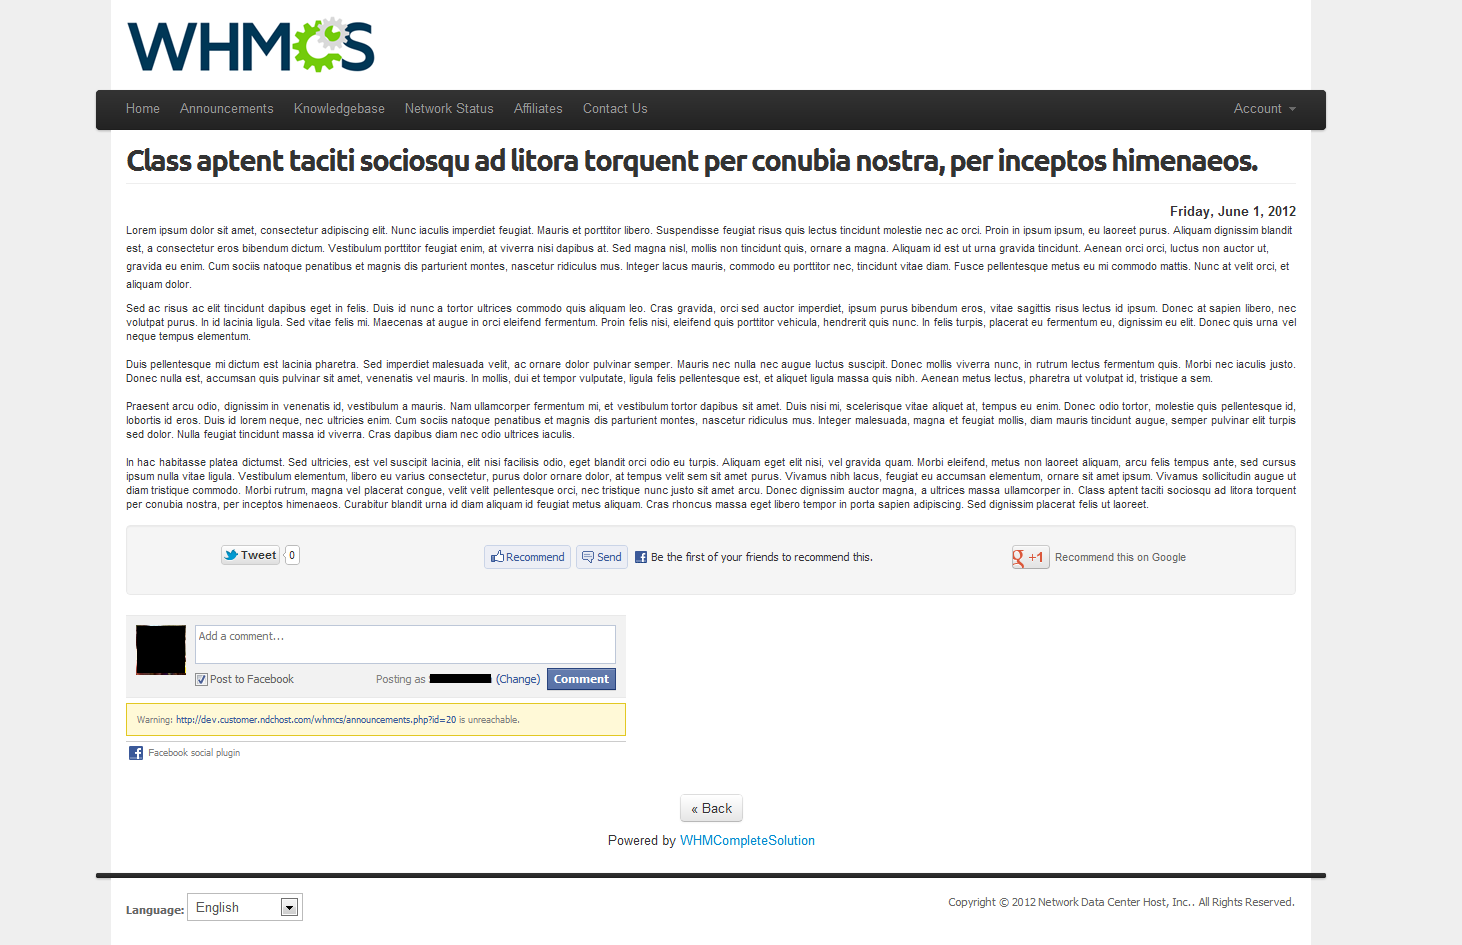 WHMCS
Home Announcements Knowledgebase Network Status Affiliates Contact Us Account
Class aptent taciti sociosqu ad litora torquent per conubia nostra, per inceptos himenaeos.
Friday, June 1, 2012
Lorem ipsum dolor sit amet, consectetur adipiscing elit. Nunc iaculis imperdiet feugiat. Mauris et porttitor libero. Suspendisse feugiat risus quis lectus tincidunt molestie nec ac orci. Proin in ipsum ipsum, eu laoreet purus. Aliquam dignissim blandit
est, a consectetur eros bibendum dictum. Vestibulum porttitor feugiat enim, at viverra nisi dapibus at. Sed magna nisl, mollis non tincidunt quis, ornare a magna. Aliquam id est ut urna gravida tincidunt. Aenean orci orci, luctus non auctor ut,
gravida eu enim. Cum sociis natoque penatibus et magnis dis parturient montes, nascetur ridiculus mus. Integer lacus mauris, commodo eu porttitor nec, tincidunt vitae diam. Fusce pellentesque metus eu mi commodo mattis. Nunc at velit orci, et
aliquam dolor.
Sed ac risus ac elit tincidunt dapibus eget in felis. Duis id nunc a tortor ultrices commodo quis aliquam leo. Cras gravida, orci sed auctor imperdiet, ipsum purus bibendum eros, vitae sagittis risus lectus id ipsum. Donec at sapien libero, nec
volutpat purus. In id lacinia ligula. Sed vitae felis mi. Maecenas at augue in orci eleifend fermentum. Proin felis nisi, eleifend quis porttitor vehicula, hendrerit quis nunc. In felis turpis, placerat eu fermentum eu, dignissim eu elit. Donec quis urna vel
neque tempus elementum.
Duis pellentesque mi dictum est lacinia pharetra. Sed imperdiet malesuada velit, ac ornare dolor pulvinar semper. Mauris nec nulla nec augue luctus suscipit. Donec mollis viverra nunc, in rutrum lectus fermentum quis. Morbi nec iaculis justo.
Donec nulla est, accumsan quis pulvinar sit amet, venenatis vel mauris. In mollis, dui et tempor vulputate, ligula felis pellentesque est, et aliquet ligula massa quis nibh. Aenean metus lectus, pharetra ut volutpat id, tristique a sem.
Praesent arcu odio, dignissim in venenatis id, vestibulum a mauris. Nam ullamcorper fermentum mi, et vestibulum tortor dapibus sit amet. Duis nisi mi, scelerisque vitae aliquet at, tempus eu enim. Donec odio tortor, molestie quis pellentesque id,
lobortis id eros. Duis id lorem neque, nec ultricies enim. Cum sociis natoque penatibus et magnis dis parturient montes, nascetur ridiculus mus. Integer malesuada, magna et feugiat mollis, diam mauris tincidunt augue, semper pulvinar elit turpis
sed dolor. Nulla feugiat tincidunt massa id viverra. Cras dapibus diam nec odio ultrices iaculis.
In hac habitasse platea dictumst. Sed ultricies, est vel suscipit lacinia, elit nisi facilisis odio, eget blandit orci odio eu turpis. Aliquam eget elit nisi, vel gravida quam. Morbi eleifend, metus non laoreet aliquam, arcu felis tempus ante, sed cursus
ipsum nulla vitae ligula. Vestibulum elementum, libero eu varius consectetur, purus dolor ornare dolor, at tempus velit sem sit amet purus. Vivamus nibh lacus, feugiat eu accumsan elementum, ornare sit amet ipsum. Vivamus sollicitudin augue ut
diam tristique commodo. Morbi rutrum, magna vel placerat congue, velit velit pellentesque orci, nec tristique nunc justo sit amet arcu. Donec dignissim auctor magna, a ultrices massa ullamcorper in. Class aptent taciti sociosqu ad litora torquent
per conubia nostra, per inceptos himenaeos. Curabitur blandit urna id diam aliquam id feugiat metus aliquam. Cras rhoncus massa eget libero tempor in porta sapien adipiscing. Sed dignissim placerat felis ut laoreet.
Tweet 0 Recommend Send Be the first of your friends to recommend this. g +1 Recommend this on Google
Add a comment...
Post to Facebook Posting as (Change) Comment
Warning: http://dev.customer.ndchost.com/whmcs/announcements.php?id=20 is unreachable.
Facebook social plugin
« Back
Powered by WHMCompleteSolution
Language: English Copyright © 2012 Network Data Center Host, Inc.. All Rights Reserved.